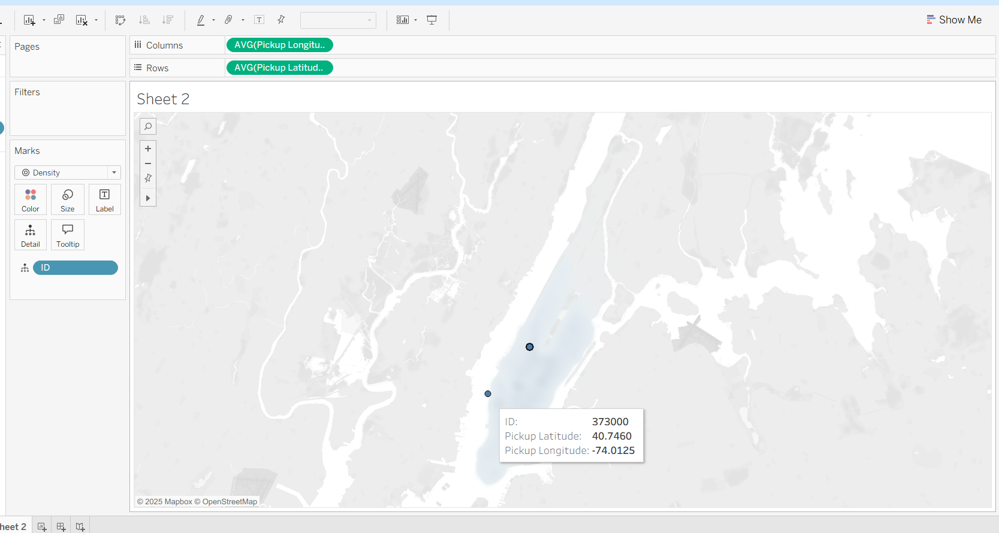 Show Me
Pages
Columns
AVG(Pickup Longitu..
Rows
AVG(Pickup Latitud..
Filters
Sheet 2
Marks
Density
Color
Size
Label
Detail
Tooltip
ID
ID: 373000
Pickup Latitude: 40.7460
Pickup Longitude: -74.0125
© 2025 Mapbox © OpenStreetMap
heet 2